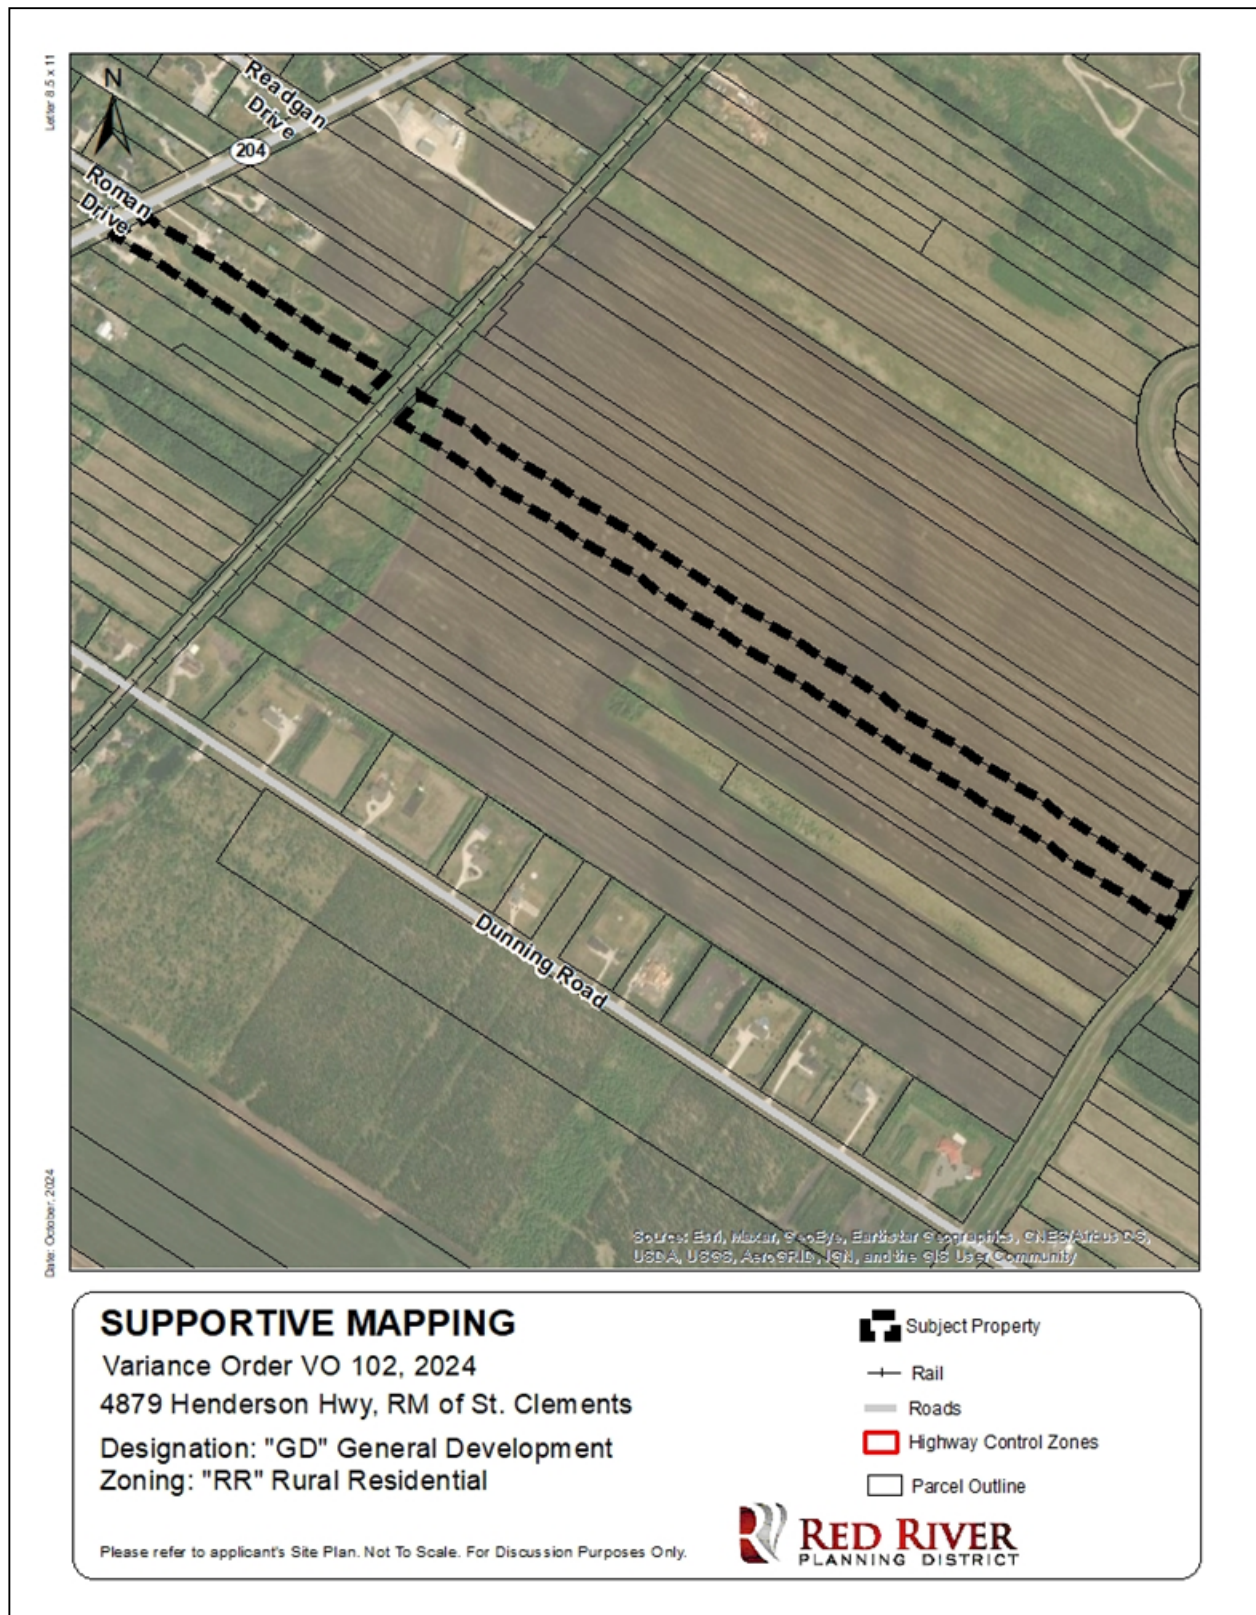 Letter 8.5 x 11
N
Readgan
Drive
204
Roman
Drive
Dunning Road
Source: Esri, Maxar, GeoEye, Earthstar Geographics, CNES/Airbus DS,
USDA, USGS, AeroGRID, IGN, and the GIS User Community
Date: October, 2024
SUPPORTIVE MAPPING
Variance Order VO 102, 2024
4879 Henderson Hwy, RM of St. Clements
Designation: "GD" General Development
Zoning: "RR" Rural Residential
Please refer to applicant's Site Plan. Not To Scale. For Discussion Purposes Only.
Subject Property
Rail
Roads
Highway Control Zones
Parcel Outline
RED RIVER
PLANNING DISTRICT